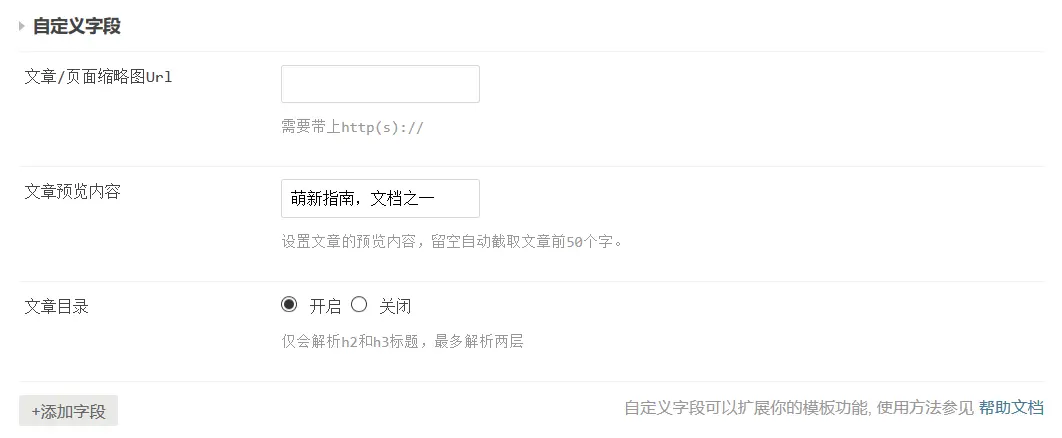 自定义字段
文章/页面缩略图Url
需要带上http(s)://
文章预览内容
萌新指南，文档之一
设置文章的预览内容，留空自动截取文章前50个字。
文章目录
开启 关闭
仅会解析h2和h3标题，最多解析两层
+添加字段
自定义字段可以扩展你的模板功能, 使用方法参见 帮助文档